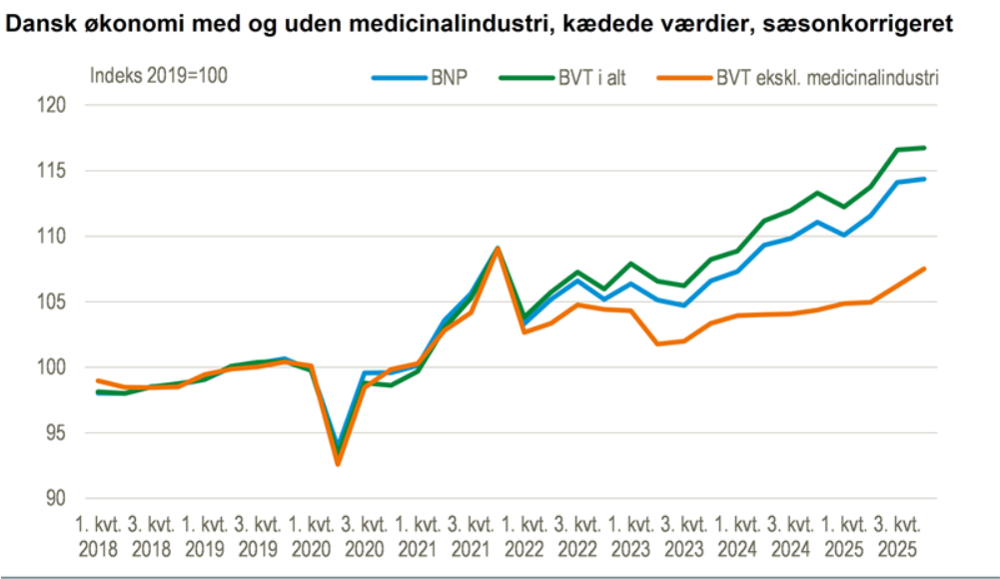 Dansk økonomi med og uden medicinalindustri, kædede værdier, sæsonkorrigeret
Indeks 2019=100
BNP
BVT i alt
BVT ekskl. medicinalindustri
120
115
110
105
100
95
90
1. kvt. 3. kvt. 1. kvt. 3. kvt. 1. kvt. 3. kvt. 1. kvt. 3. kvt. 1. kvt. 3. kvt. 1. kvt. 3. kvt. 1. kvt. 3. kvt. 1. kvt. 3. kvt.
2018 2018 2019 2019 2020 2020 2021 2021 2022 2022 2023 2023 2024 2024 2025 2025